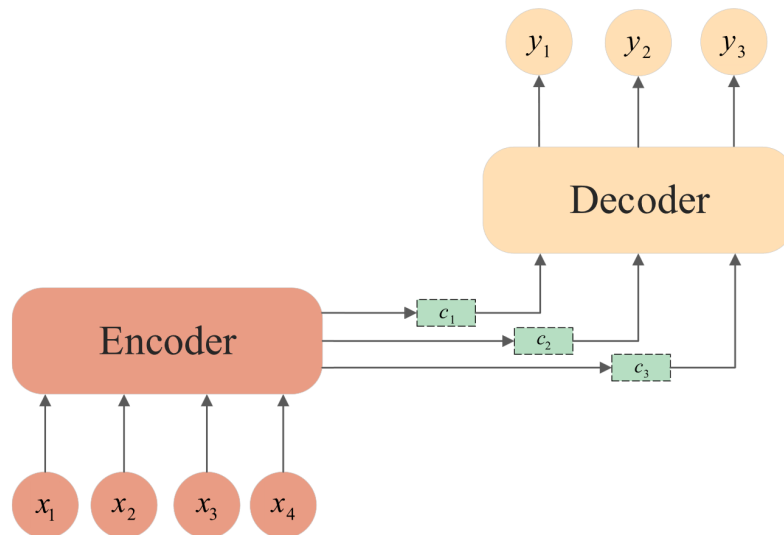 y₁ y₂ y₃
Decoder
c₁
Encoder
c₂
c₃
x₁ x₂ x₃ x₄